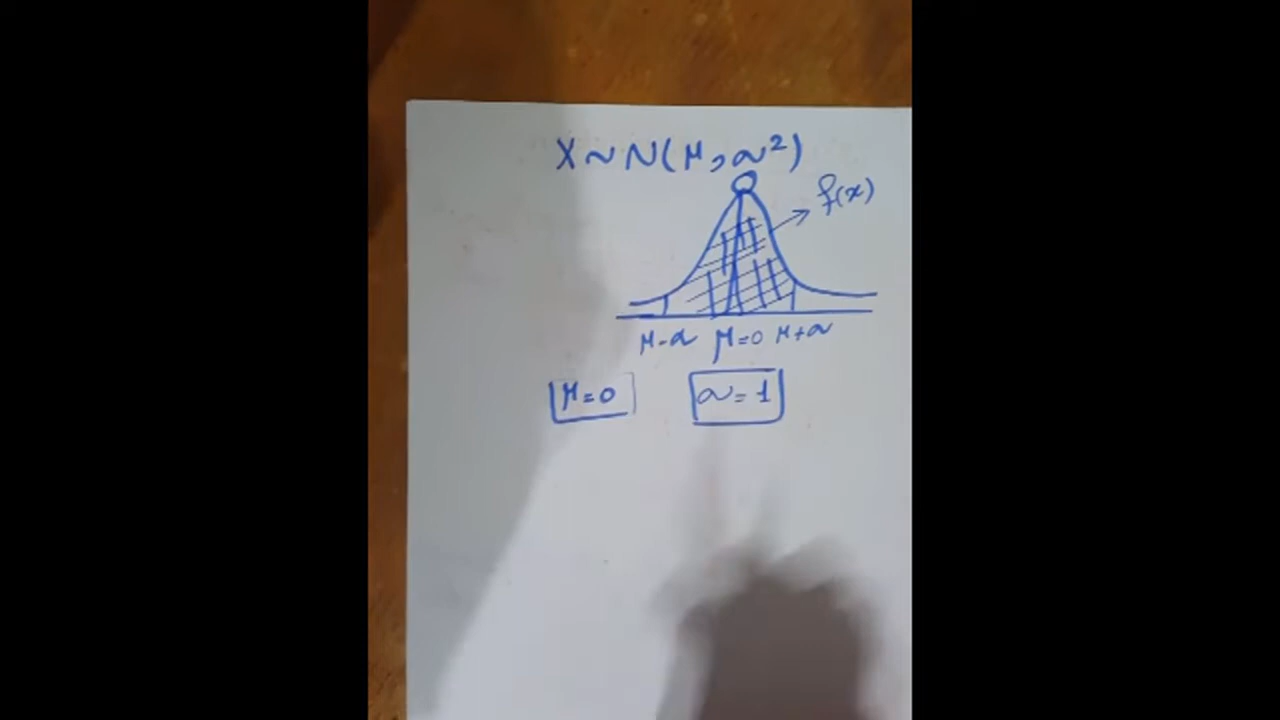 X ~ N(μ, σ²)
f(x)
μ-σ μ=0 μ+σ
μ=0 σ=1